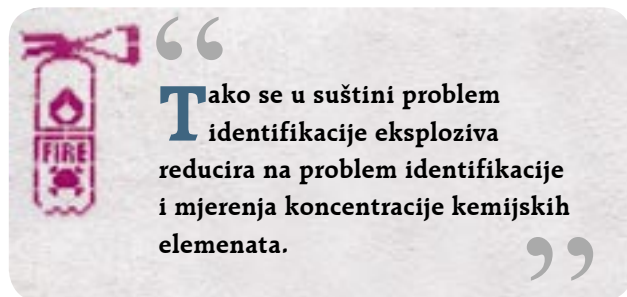 FIRE
“
Tako se u suštini problem
identifikacije eksploziva
reducira na problem identifikacije
i mjerenja koncentracije kemijskih
elemenata.
”